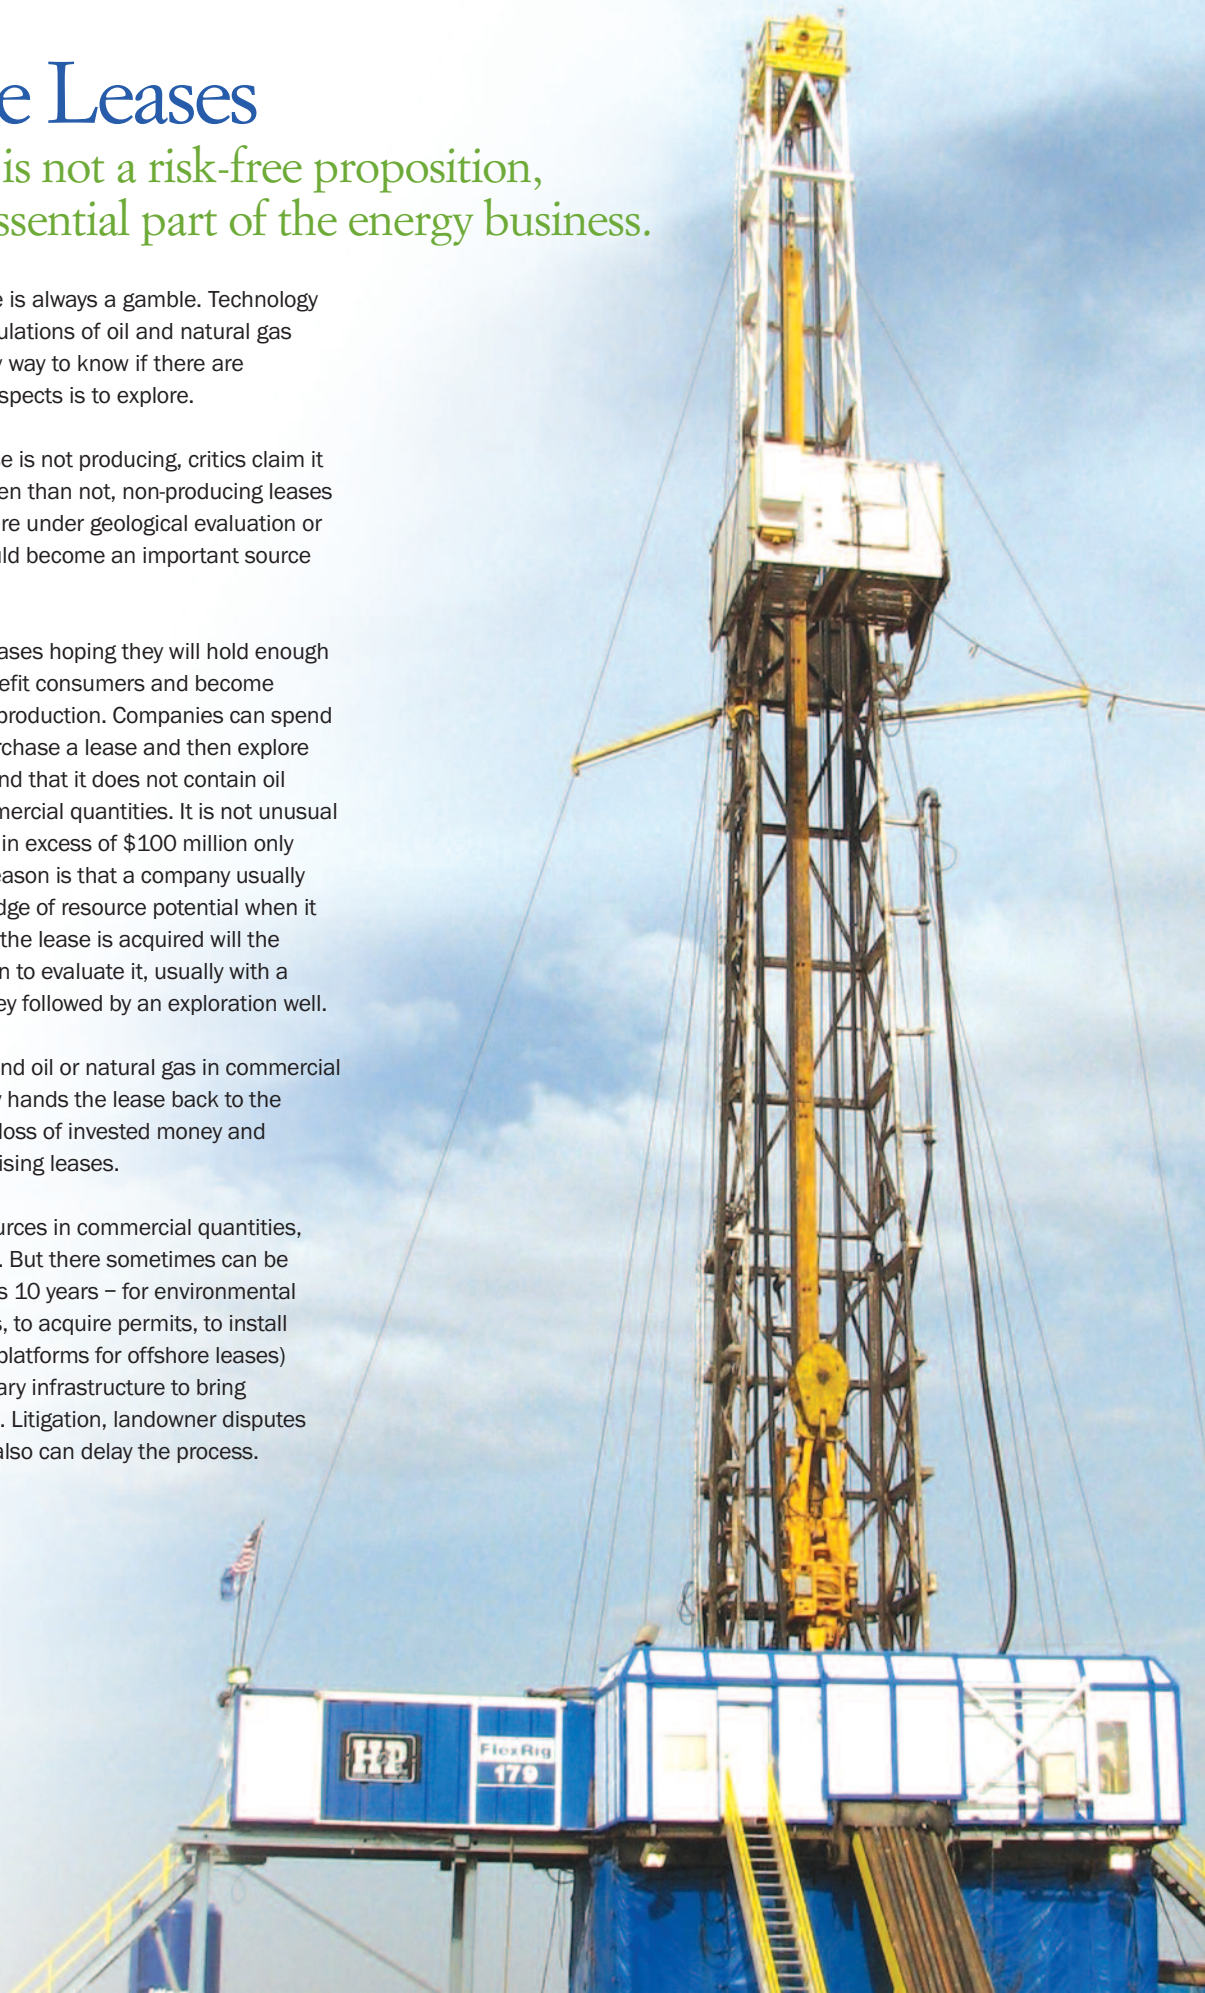 e Leases
is not a risk-free proposition,
ssential part of the energy business.
e is always a gamble. Technology
ulations of oil and natural gas
y way to know if there are
spects is to explore.
e is not producing, critics claim it
en than not, non-producing leases
re under geological evaluation or
uld become an important source
ases hoping they will hold enough
efit consumers and become
production. Companies can spend
rchase a lease and then explore
nd that it does not contain oil
mercial quantities. It is not unusual
in excess of $100 million only
eason is that a company usually
dge of resource potential when it
the lease is acquired will the
n to evaluate it, usually with a
ey followed by an exploration well.
nd oil or natural gas in commercial
y hands the lease back to the
loss of invested money and
ising leases.
urces in commercial quantities,
. But there sometimes can be
s 10 years – for environmental
s, to acquire permits, to install
platforms for offshore leases)
ary infrastructure to bring
. Litigation, landowner disputes
also can delay the process.
H&P
FlexRig
179